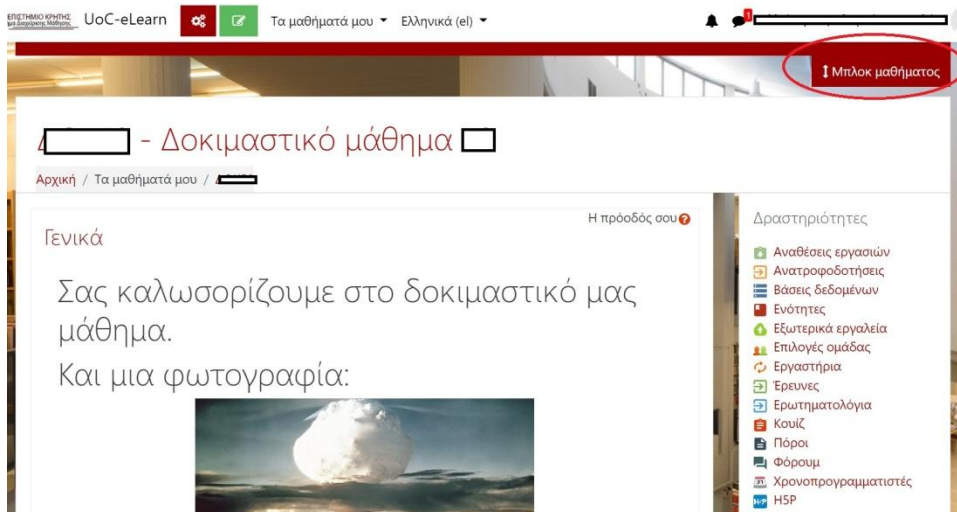 ΕΠΙΣΤΗΜΙΟ ΚΡΗΤΗΣ
UoC-eLearn Τα μαθήματά μου Ελληνικά (el) 1
Μπλοκ μαθήματος
- Δοκιμαστικό μάθημα
Αρχική / Τα μαθήματά μου /
Η πρόοδός σου
Γενικά
Σας καλωσορίζουμε στο δοκιμαστικό μας
μάθημα.
Και μια φωτογραφία:
Δραστηριότητες
Αναθέσεις εργασιών
Ανατροφοδοτήσεις
Βάσεις δεδομένων
Ενότητες
Εξωτερικά εργαλεία
Επιλογές ομάδας
Εργαστήρια
Έρευνες
Ερωτηματολόγια
Κουίζ
Πόροι
Φόρουμ
Χρονοπρογραμματιστές
H5P